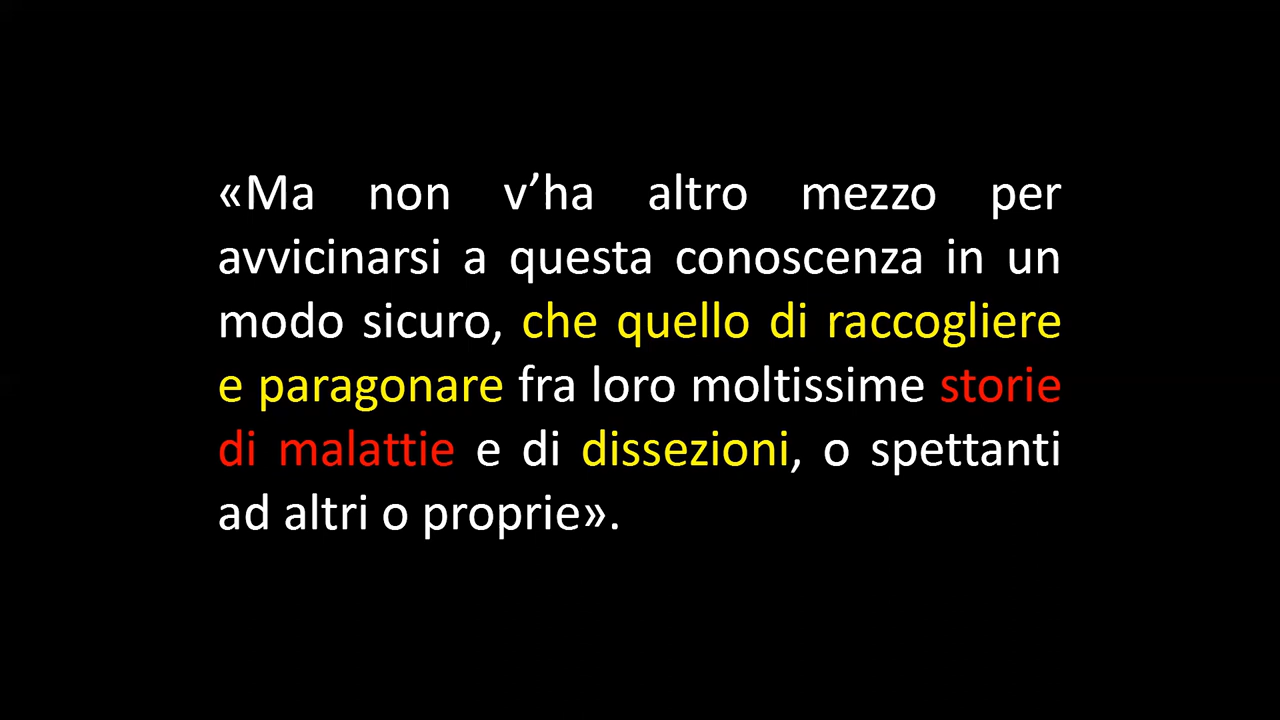 «Ma non v’ha altro mezzo per
avvicinarsi a questa conoscenza in un
modo sicuro, che quello di raccogliere
e paragonare fra loro moltissime storie
di malattie e di dissezioni, o spettanti
ad altri o proprie».